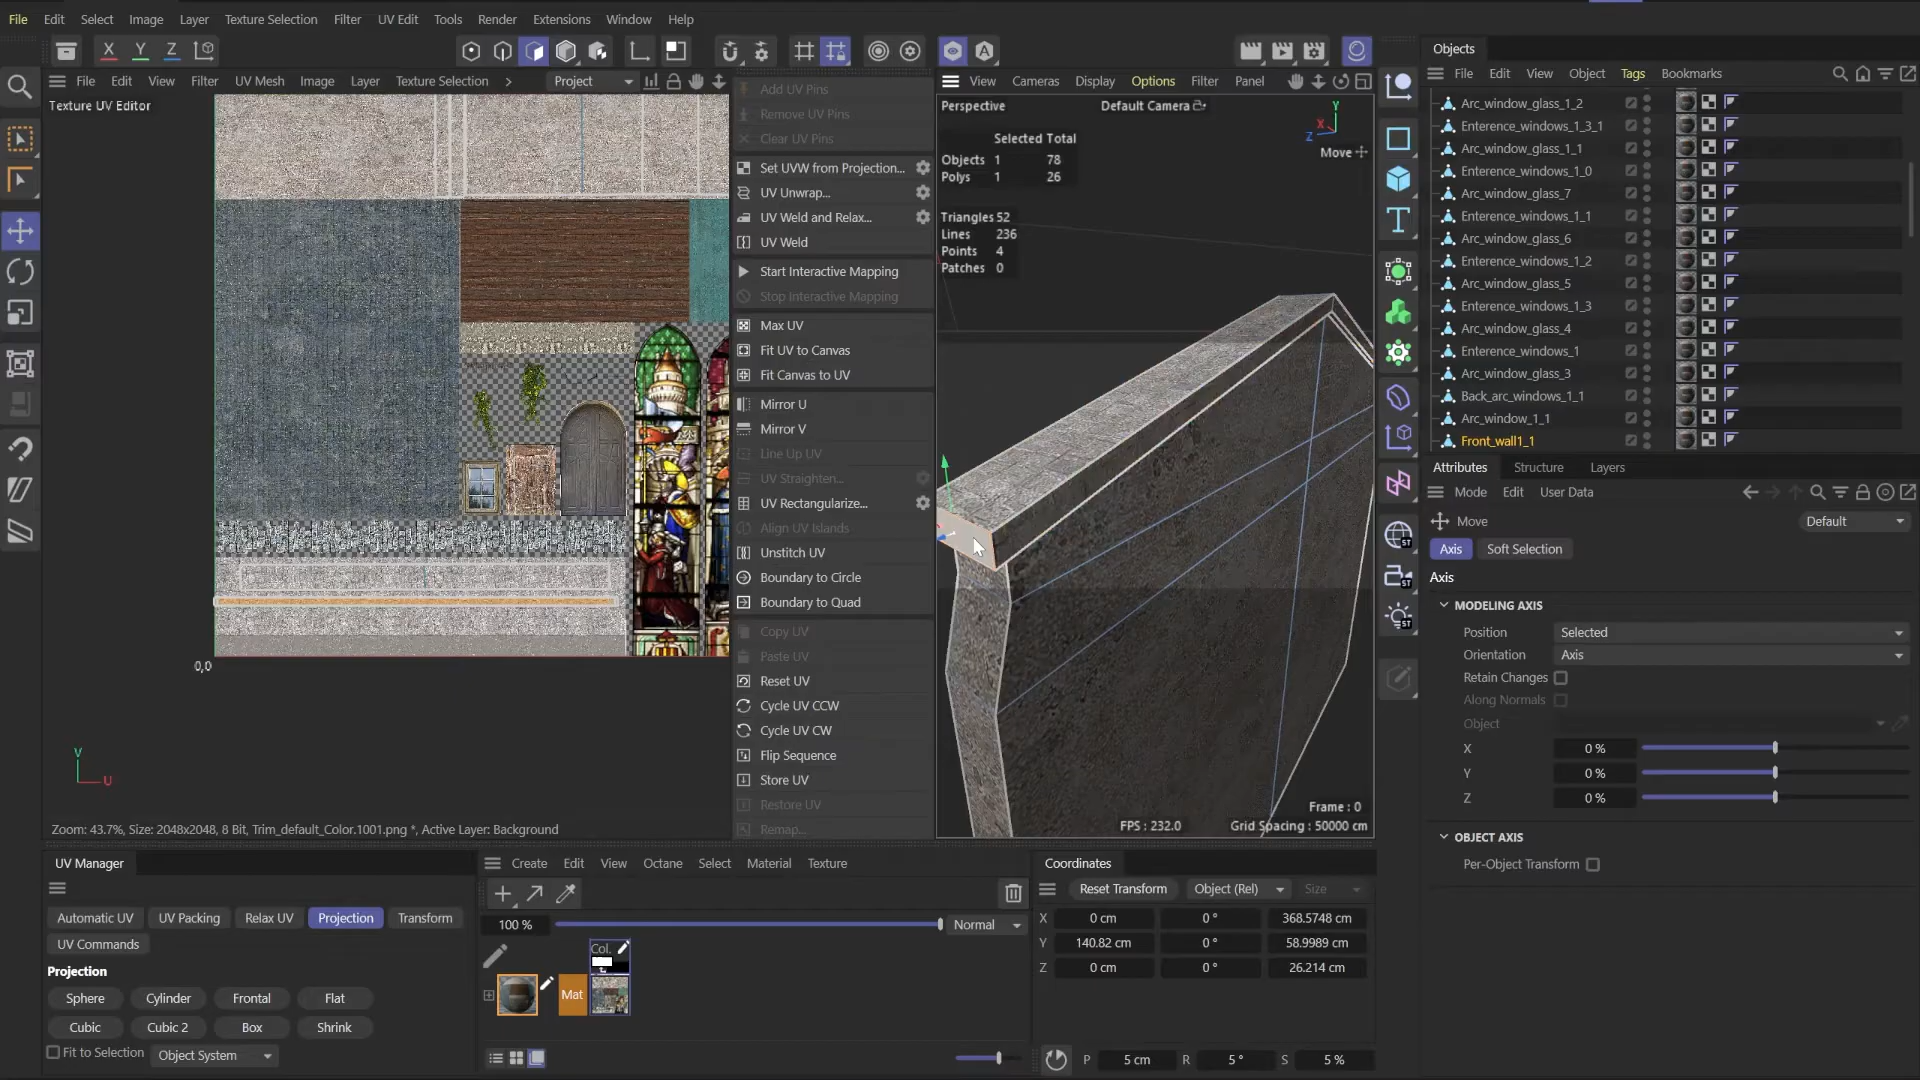 File Edit Select Image Layer Texture Selection Filter UV Edit Tools Render Extensions Window Help
X Y Z
File Edit View Filter UV Mesh Image Layer Texture Selection Project
Texture UV Editor
0,0
V
U
Zoom: 43.7%, Size: 2048x2048, 8 Bit, Trim_default_Color.1001.png *, Active Layer: Background
Add UV Pins
Remove UV Pins
Clear UV Pins
Set UVW from Projection...
UV Unwrap...
UV Weld and Relax...
UV Weld
Start Interactive Mapping
Stop Interactive Mapping
Max UV
Fit UV to Canvas
Fit Canvas to UV
Mirror U
Mirror V
Line Up UV
UV Straighten...
UV Rectangularize...
Align UV Islands
Unstitch UV
Boundary to Circle
Boundary to Quad
Copy UV
Paste UV
Reset UV
Cycle UV CCW
Cycle UV CW
Flip Sequence
Store UV
Restore UV
Remap...
View Cameras Display Options Filter Panel
Perspective Default Camera
Y
X
Z
Move
Selected Total
Objects 1 78
Polys 1 26
Triangles 52
Lines 236
Points 4
Patches 0
Frame : 0
FPS : 232.0 Grid Spacing : 50000 cm
T
ST
ST
ST
Objects
File Edit View Object Tags Bookmarks
Arc_window_glass_1_2
Enterence_windows_1_3_1
Arc_window_glass_1_1
Enterence_windows_1_0
Arc_window_glass_7
Enterence_windows_1_1
Arc_window_glass_6
Enterence_windows_1_2
Arc_window_glass_5
Enterence_windows_1_3
Arc_window_glass_4
Enterence_windows_1
Arc_window_glass_3
Back_arc_windows_1_1
Arc_window_1_1
Front_wall1_1
Attributes Structure Layers
Mode Edit User Data
Move Default
Axis Soft Selection
Axis
MODELING AXIS
Position Selected
Orientation Axis
Retain Changes
Along Normals
Object
X 0 %
Y 0 %
Z 0 %
OBJECT AXIS
Per-Object Transform
UV Manager
Automatic UV UV Packing Relax UV Projection Transform
UV Commands
Projection
Sphere Cylinder Frontal Flat
Cubic Cubic 2 Box Shrink
Fit to Selection Object System
Create Edit View Octane Select Material Texture
100 % Normal
Col.
Mat
Coordinates
Reset Transform Object (Rel) Size
X 0 cm 0 ° 368.5748 cm
Y 140.82 cm 0 ° 58.9989 cm
Z 0 cm 0 ° 26.214 cm
P 5 cm R 5 ° S 5 %